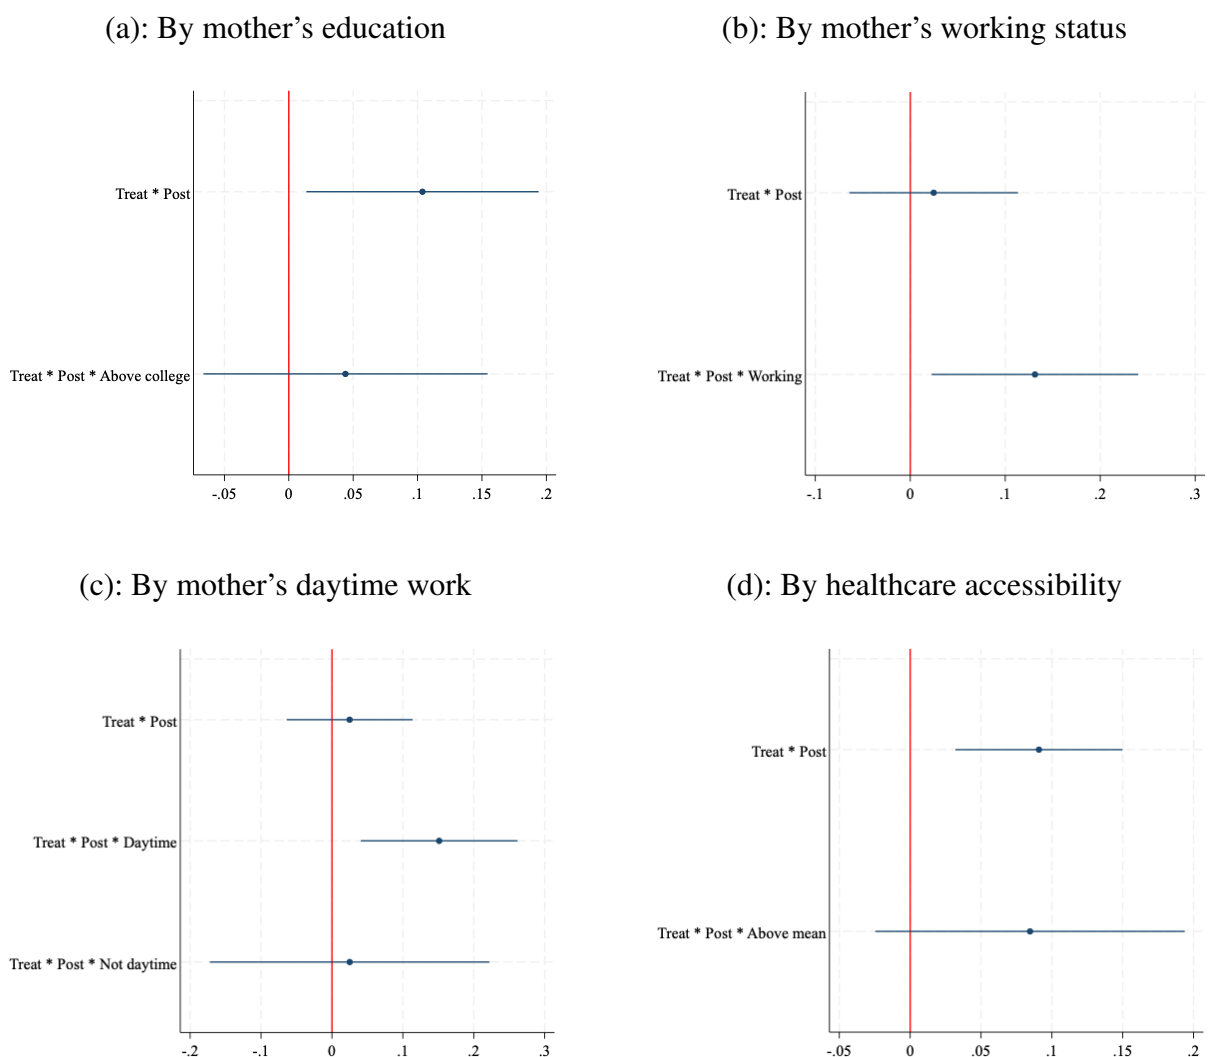 (a): By mother’s education
Treat * Post
Treat * Post * Above college
-.05 0 .05 .1 .15 .2
(b): By mother’s working status
Treat * Post
Treat * Post * Working
-.1 0 .1 .2 .3
(c): By mother’s daytime work
Treat * Post
Treat * Post * Daytime
Treat * Post * Not daytime
-.2 -.1 0 .1 .2 .3
(d): By healthcare accessibility
Treat * Post
Treat * Post * Above mean
-.05 0 .05 .1 .15 .2